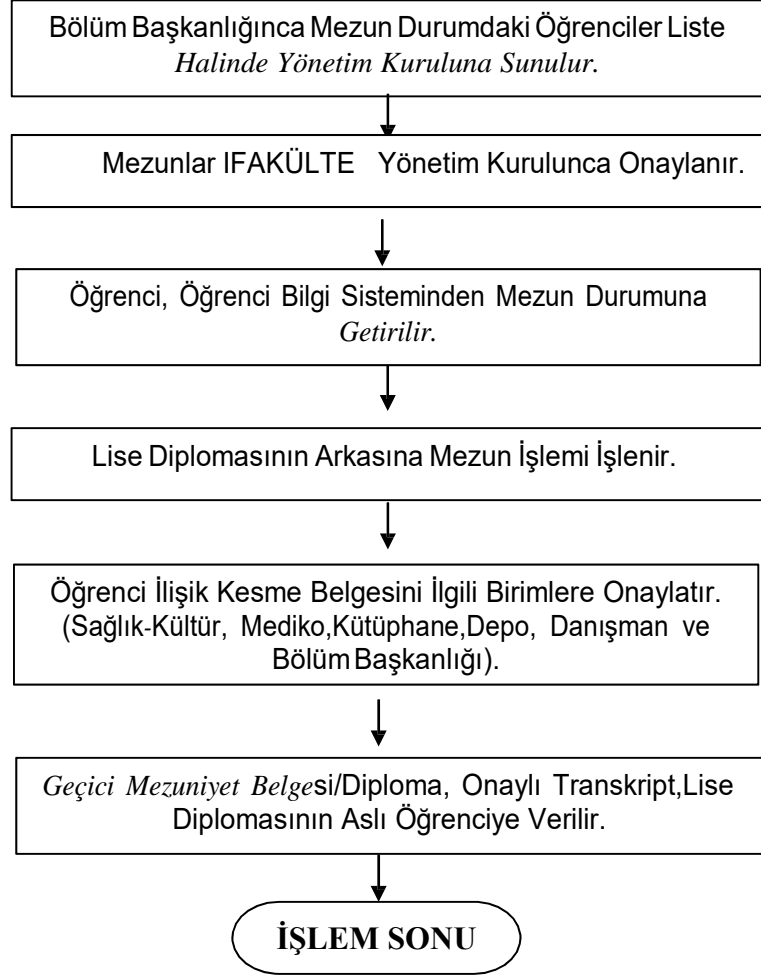 Bölüm Başkanlığınca Mezun Durumdaki Öğrenciler Liste
Halinde Yönetim Kuruluna Sunulur.
Mezunlar IFAKÜLTE Yönetim Kurulunca Onaylanır.
Öğrenci, Öğrenci Bilgi Sisteminden Mezun Durumuna
Getirilir.
Lise Diplomasının Arkasına Mezun İşlemi İşlenir.
Öğrenci İlişik Kesme Belgesini İlgili Birimlere Onaylatır.
(Sağlık-Kültür, Mediko,Kütüphane,Depo, Danışman ve
Bölüm Başkanlığı).
Geçici Mezuniyet Belgesi/Diploma, Onaylı Transkript,Lise
Diplomasının Aslı Öğrenciye Verilir.
İŞLEM SONU